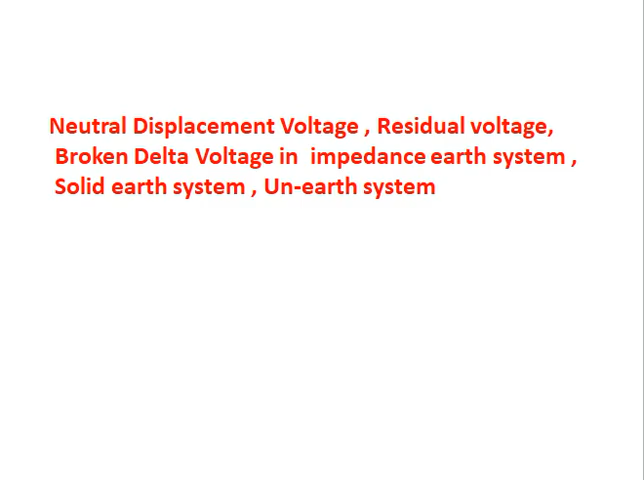 Neutral Displacement Voltage , Residual voltage,
Broken Delta Voltage in  impedance earth system ,
Solid earth system , Un-earth system